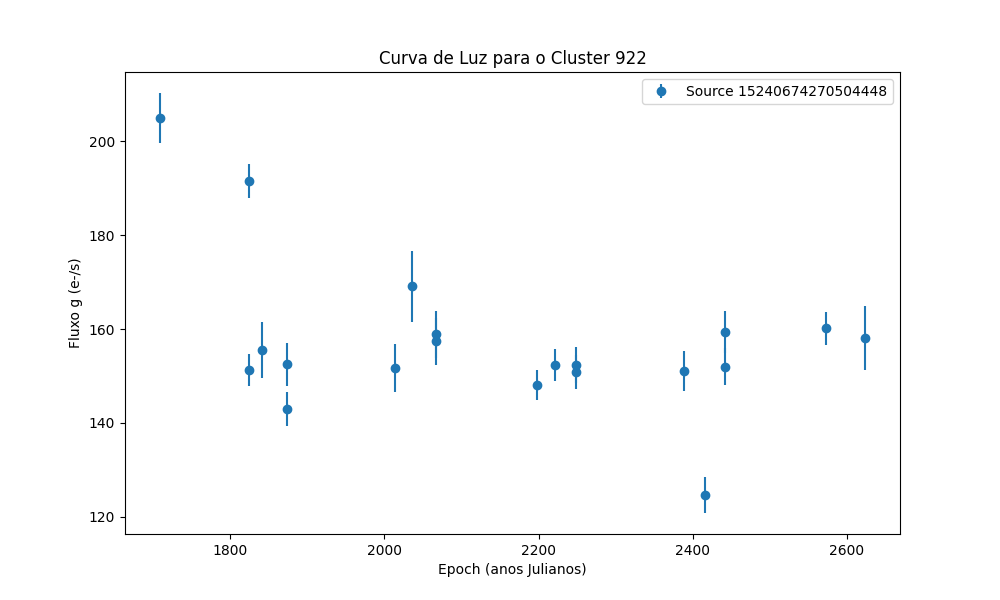 Curva de Luz para o Cluster 922
Source 15240674270504448
Fluxo g (e-/s)
200
180
160
140
120
1800 2000 2200 2400 2600
Epoch (anos Julianos)